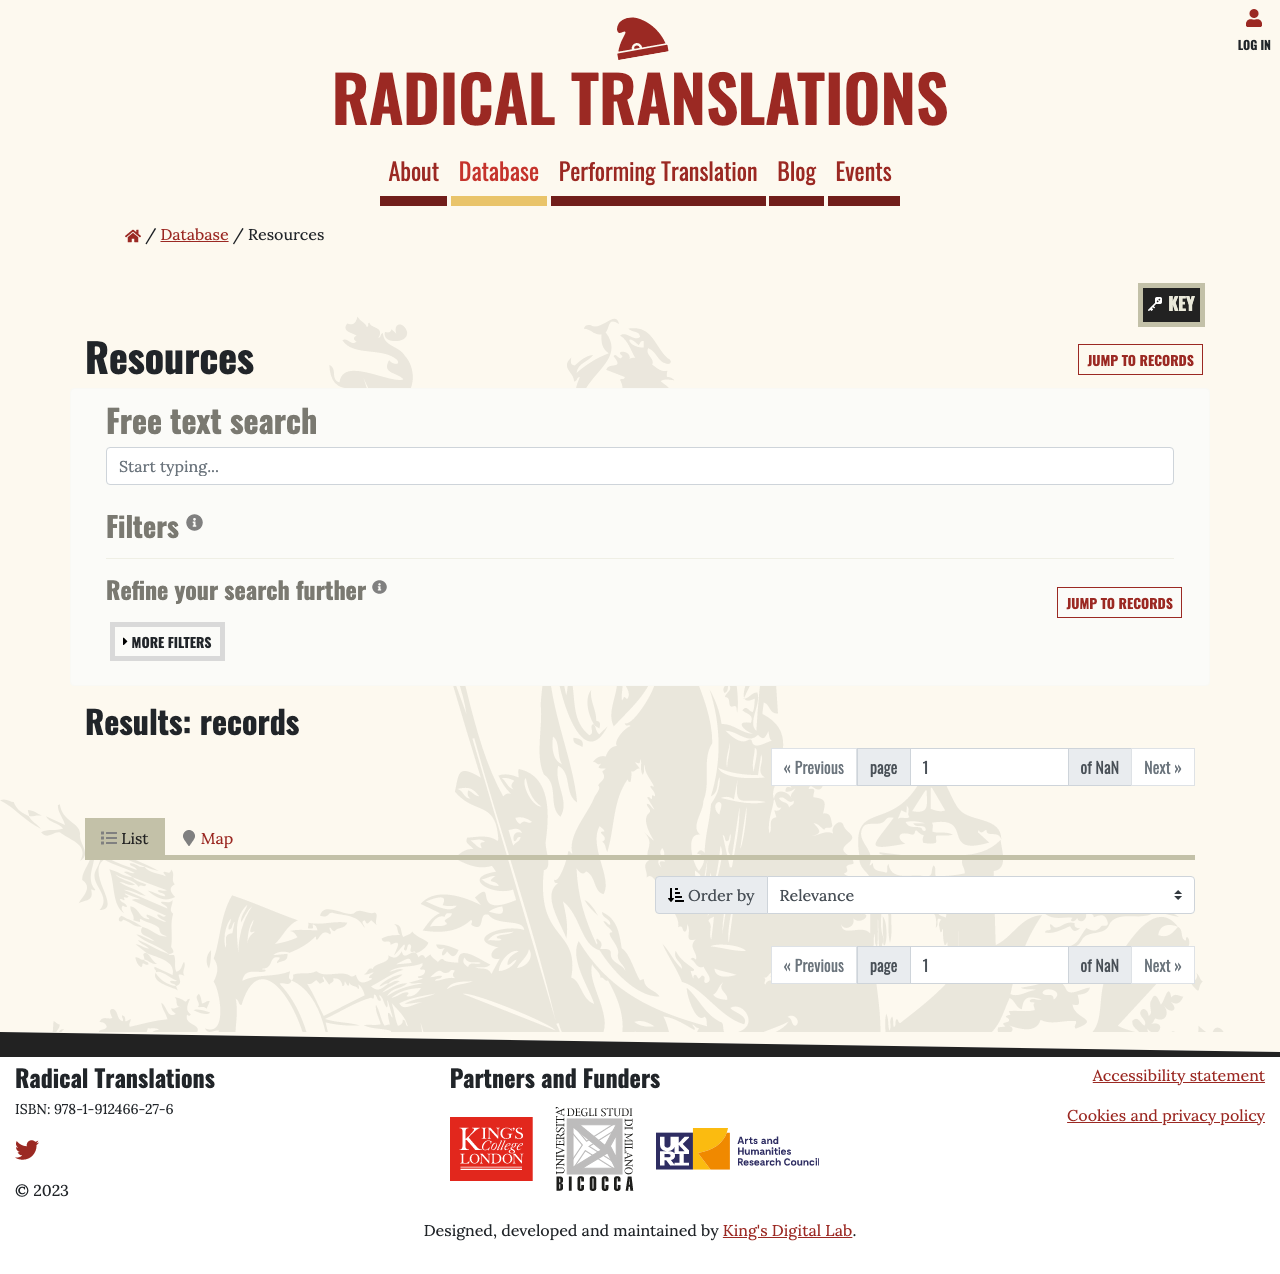 LOG IN
RADICAL TRANSLATIONS
About Database Performing Translation Blog Events
/ Database / Resources
KEY
Resources
JUMP TO RECORDS
Free text search
Start typing...
Filters
Refine your search further
JUMP TO RECORDS
MORE FILTERS
Results: records
« Previous page 1 of NaN Next »
List Map
Order by Relevance
« Previous page 1 of NaN Next »
Radical Translations
ISBN: 978-1-912466-27-6
© 2023
Partners and Funders
KING'S
College
LONDON
UNIVERSITA'
DEGLI STUDI
DI MILANO
BICOCCA
UK
RI
Arts and
Humanities
Research Council
Accessibility statement
Cookies and privacy policy
Designed, developed and maintained by King's Digital Lab.